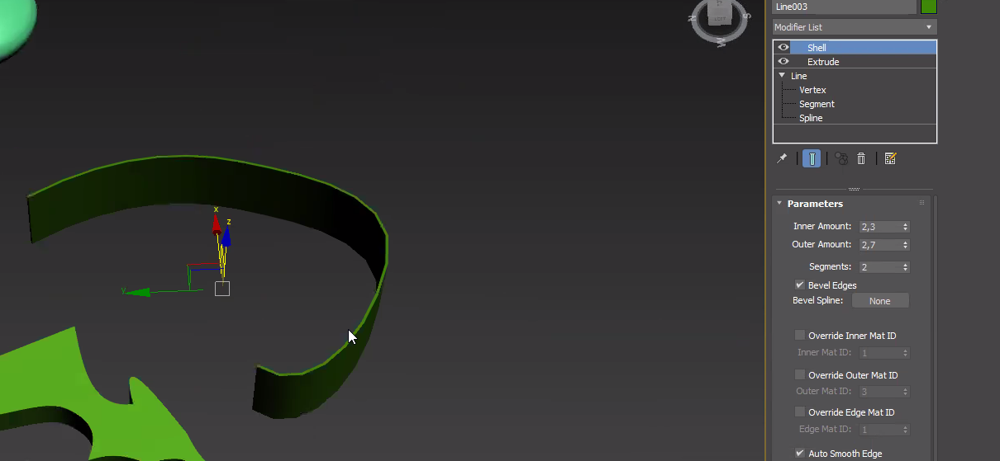 Line003
Modifier List
Shell
Extrude
Line
Vertex
Segment
Spline
Parameters
Inner Amount: 2,3
Outer Amount: 2,7
Segments: 2
Bevel Edges
Bevel Spline: None
Override Inner Mat ID
Inner Mat ID: 1
Override Outer Mat ID
Outer Mat ID: 3
Override Edge Mat ID
Edge Mat ID: 1
Auto Smooth Edge
N
S
W
LEFT
x
z
y